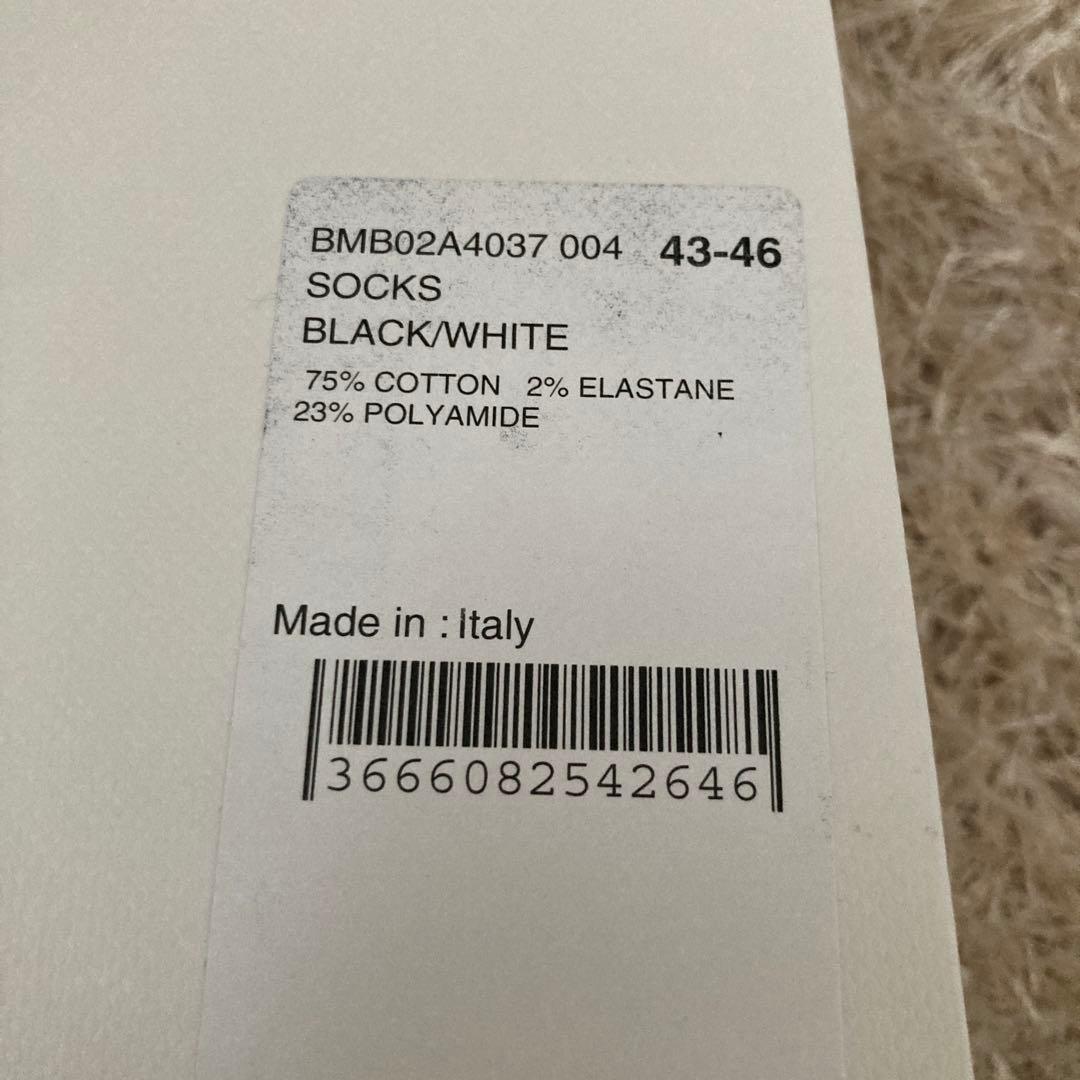 BMB02A4037 004 43-46
SOCKS
BLACK/WHITE
75% COTTON 2% ELASTANE
23% POLYAMIDE
Made in : Italy
3666082542646